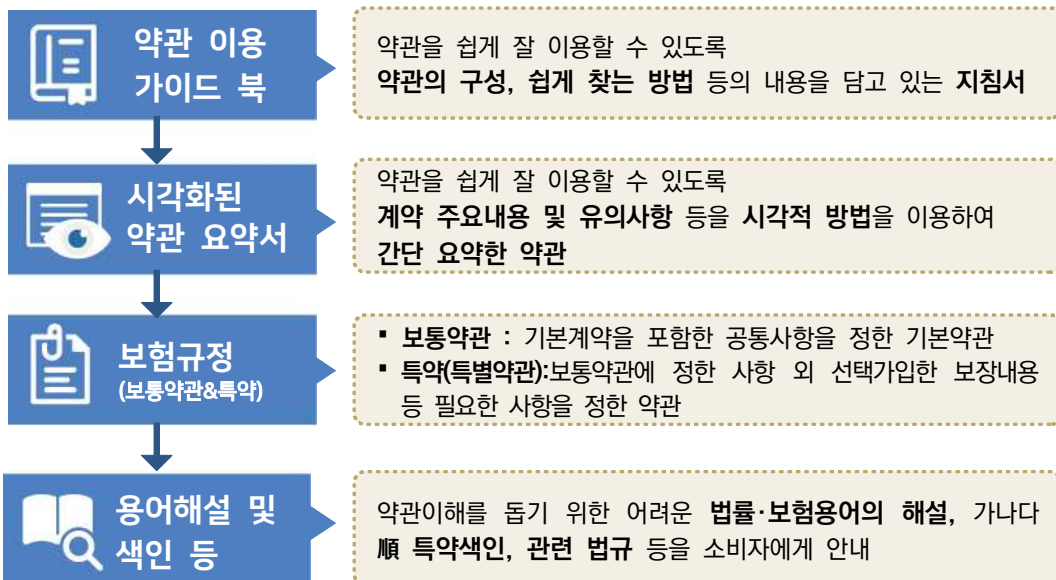 약관 이용
가이드 북
약관을 쉽게 잘 이용할 수 있도록
약관의 구성, 쉽게 찾는 방법 등의 내용을 담고 있는 지침서
시각화된
약관 요약서
약관을 쉽게 잘 이용할 수 있도록
계약 주요내용 및 유의사항 등을 시각적 방법을 이용하여
간단 요약한 약관
보험규정
(보통약관&특약)
▪ 보통약관 : 기본계약을 포함한 공통사항을 정한 기본약관
▪ 특약(특별약관):보통약관에 정한 사항 외 선택가입한 보장내용
등 필요한 사항을 정한 약관
용어해설 및
색인 등
약관이해를 돕기 위한 어려운 법률·보험용어의 해설, 가나다
順 특약색인, 관련 법규 등을 소비자에게 안내